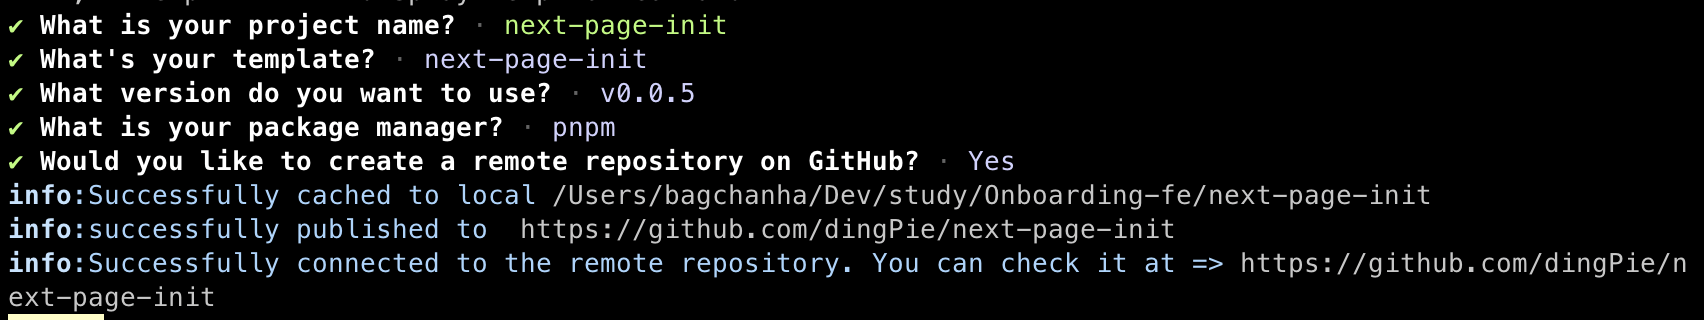 ✔ What is your project name? · next-page-init
✔ What's your template? · next-page-init
✔ What version do you want to use? · v0.0.5
✔ What is your package manager? · pnpm
✔ Would you like to create a remote repository on GitHub? · Yes
info:Successfully cached to local /Users/bagchanha/Dev/study/Onboarding-fe/next-page-init
info:successfully published to  https://github.com/dingPie/next-page-init
info:Successfully connected to the remote repository. You can check it at => https://github.com/dingPie/n
ext-page-init